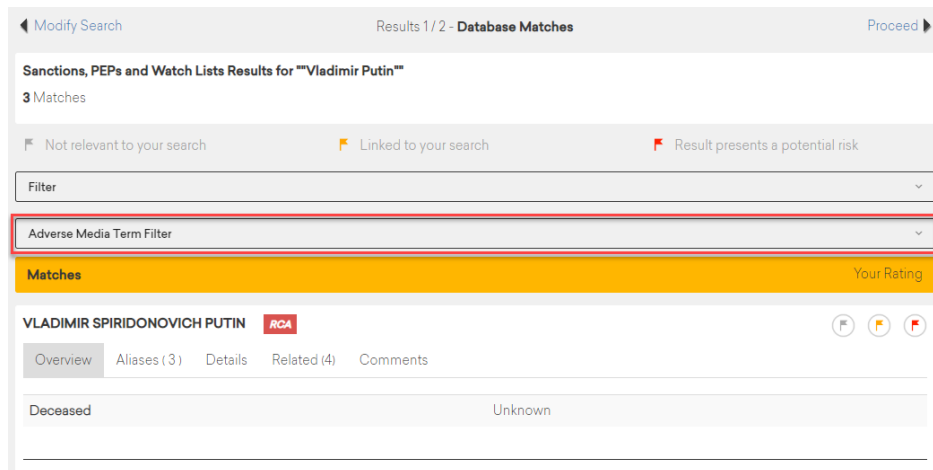 Modify Search Results 1 / 2 - Database Matches Proceed
Sanctions, PEPs and Watch Lists Results for ""Vladimir Putin""
3 Matches
Not relevant to your search Linked to your search Result presents a potential risk
Filter
Adverse Media Term Filter
Matches Your Rating
VLADIMIR SPIRIDONOVICH PUTIN RCA
Overview Aliases ( 3 ) Details Related (4) Comments
Deceased Unknown